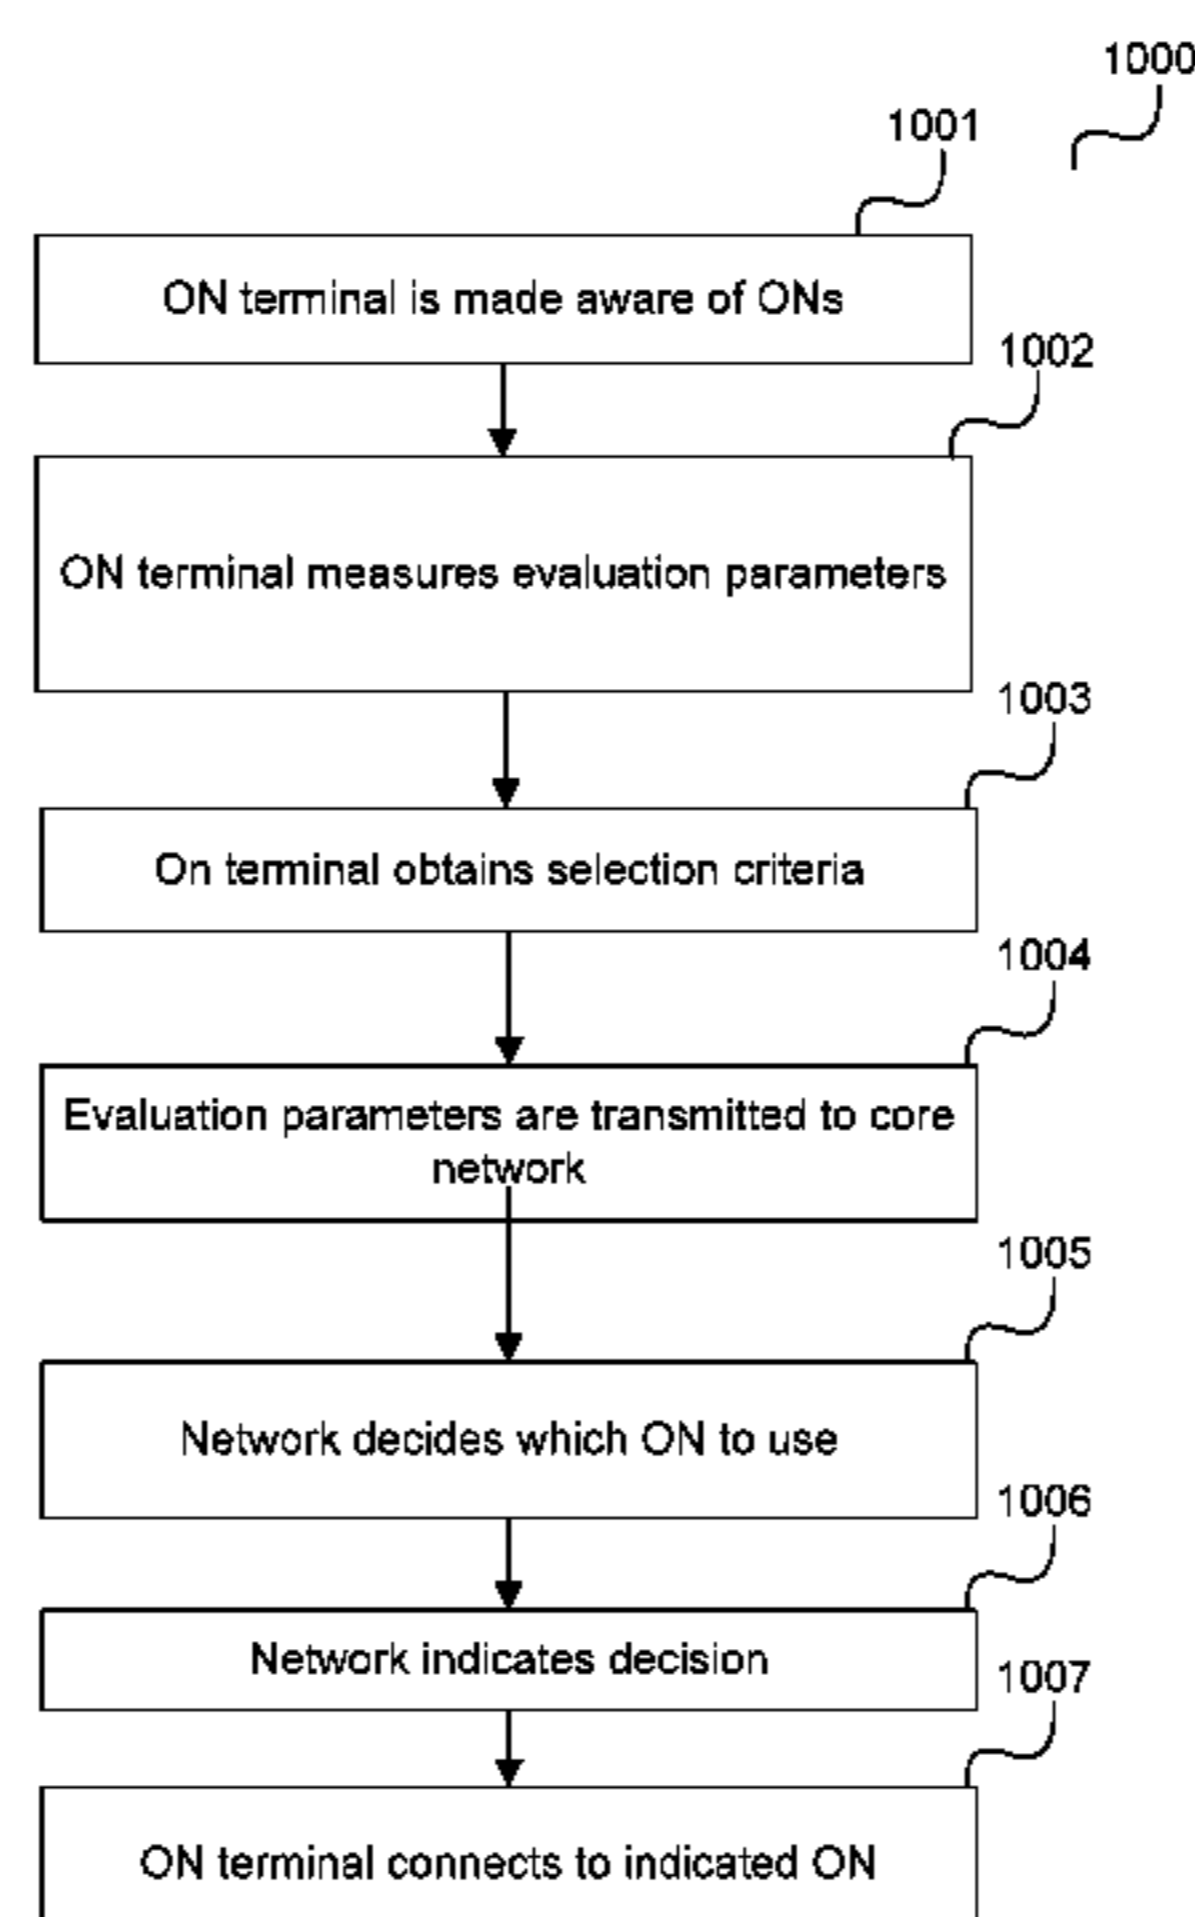 1000
1001
ON terminal is made aware of ONs
1002
ON terminal measures evaluation parameters
1003
On terminal obtains selection criteria
1004
Evaluation parameters are transmitted to core
network
1005
Network decides which ON to use
1006
Network indicates decision
1007
ON terminal connects to indicated ON